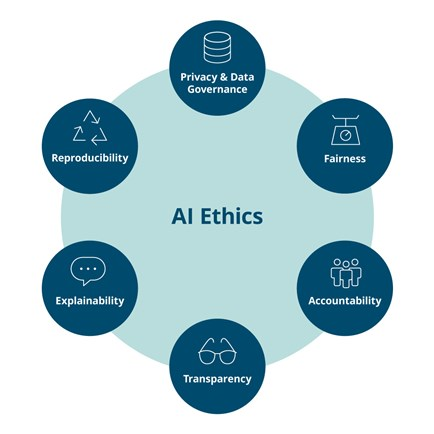 Privacy & Data
Governance
Reproducibility
Fairness
AI Ethics
Explainability
Accountability
Transparency